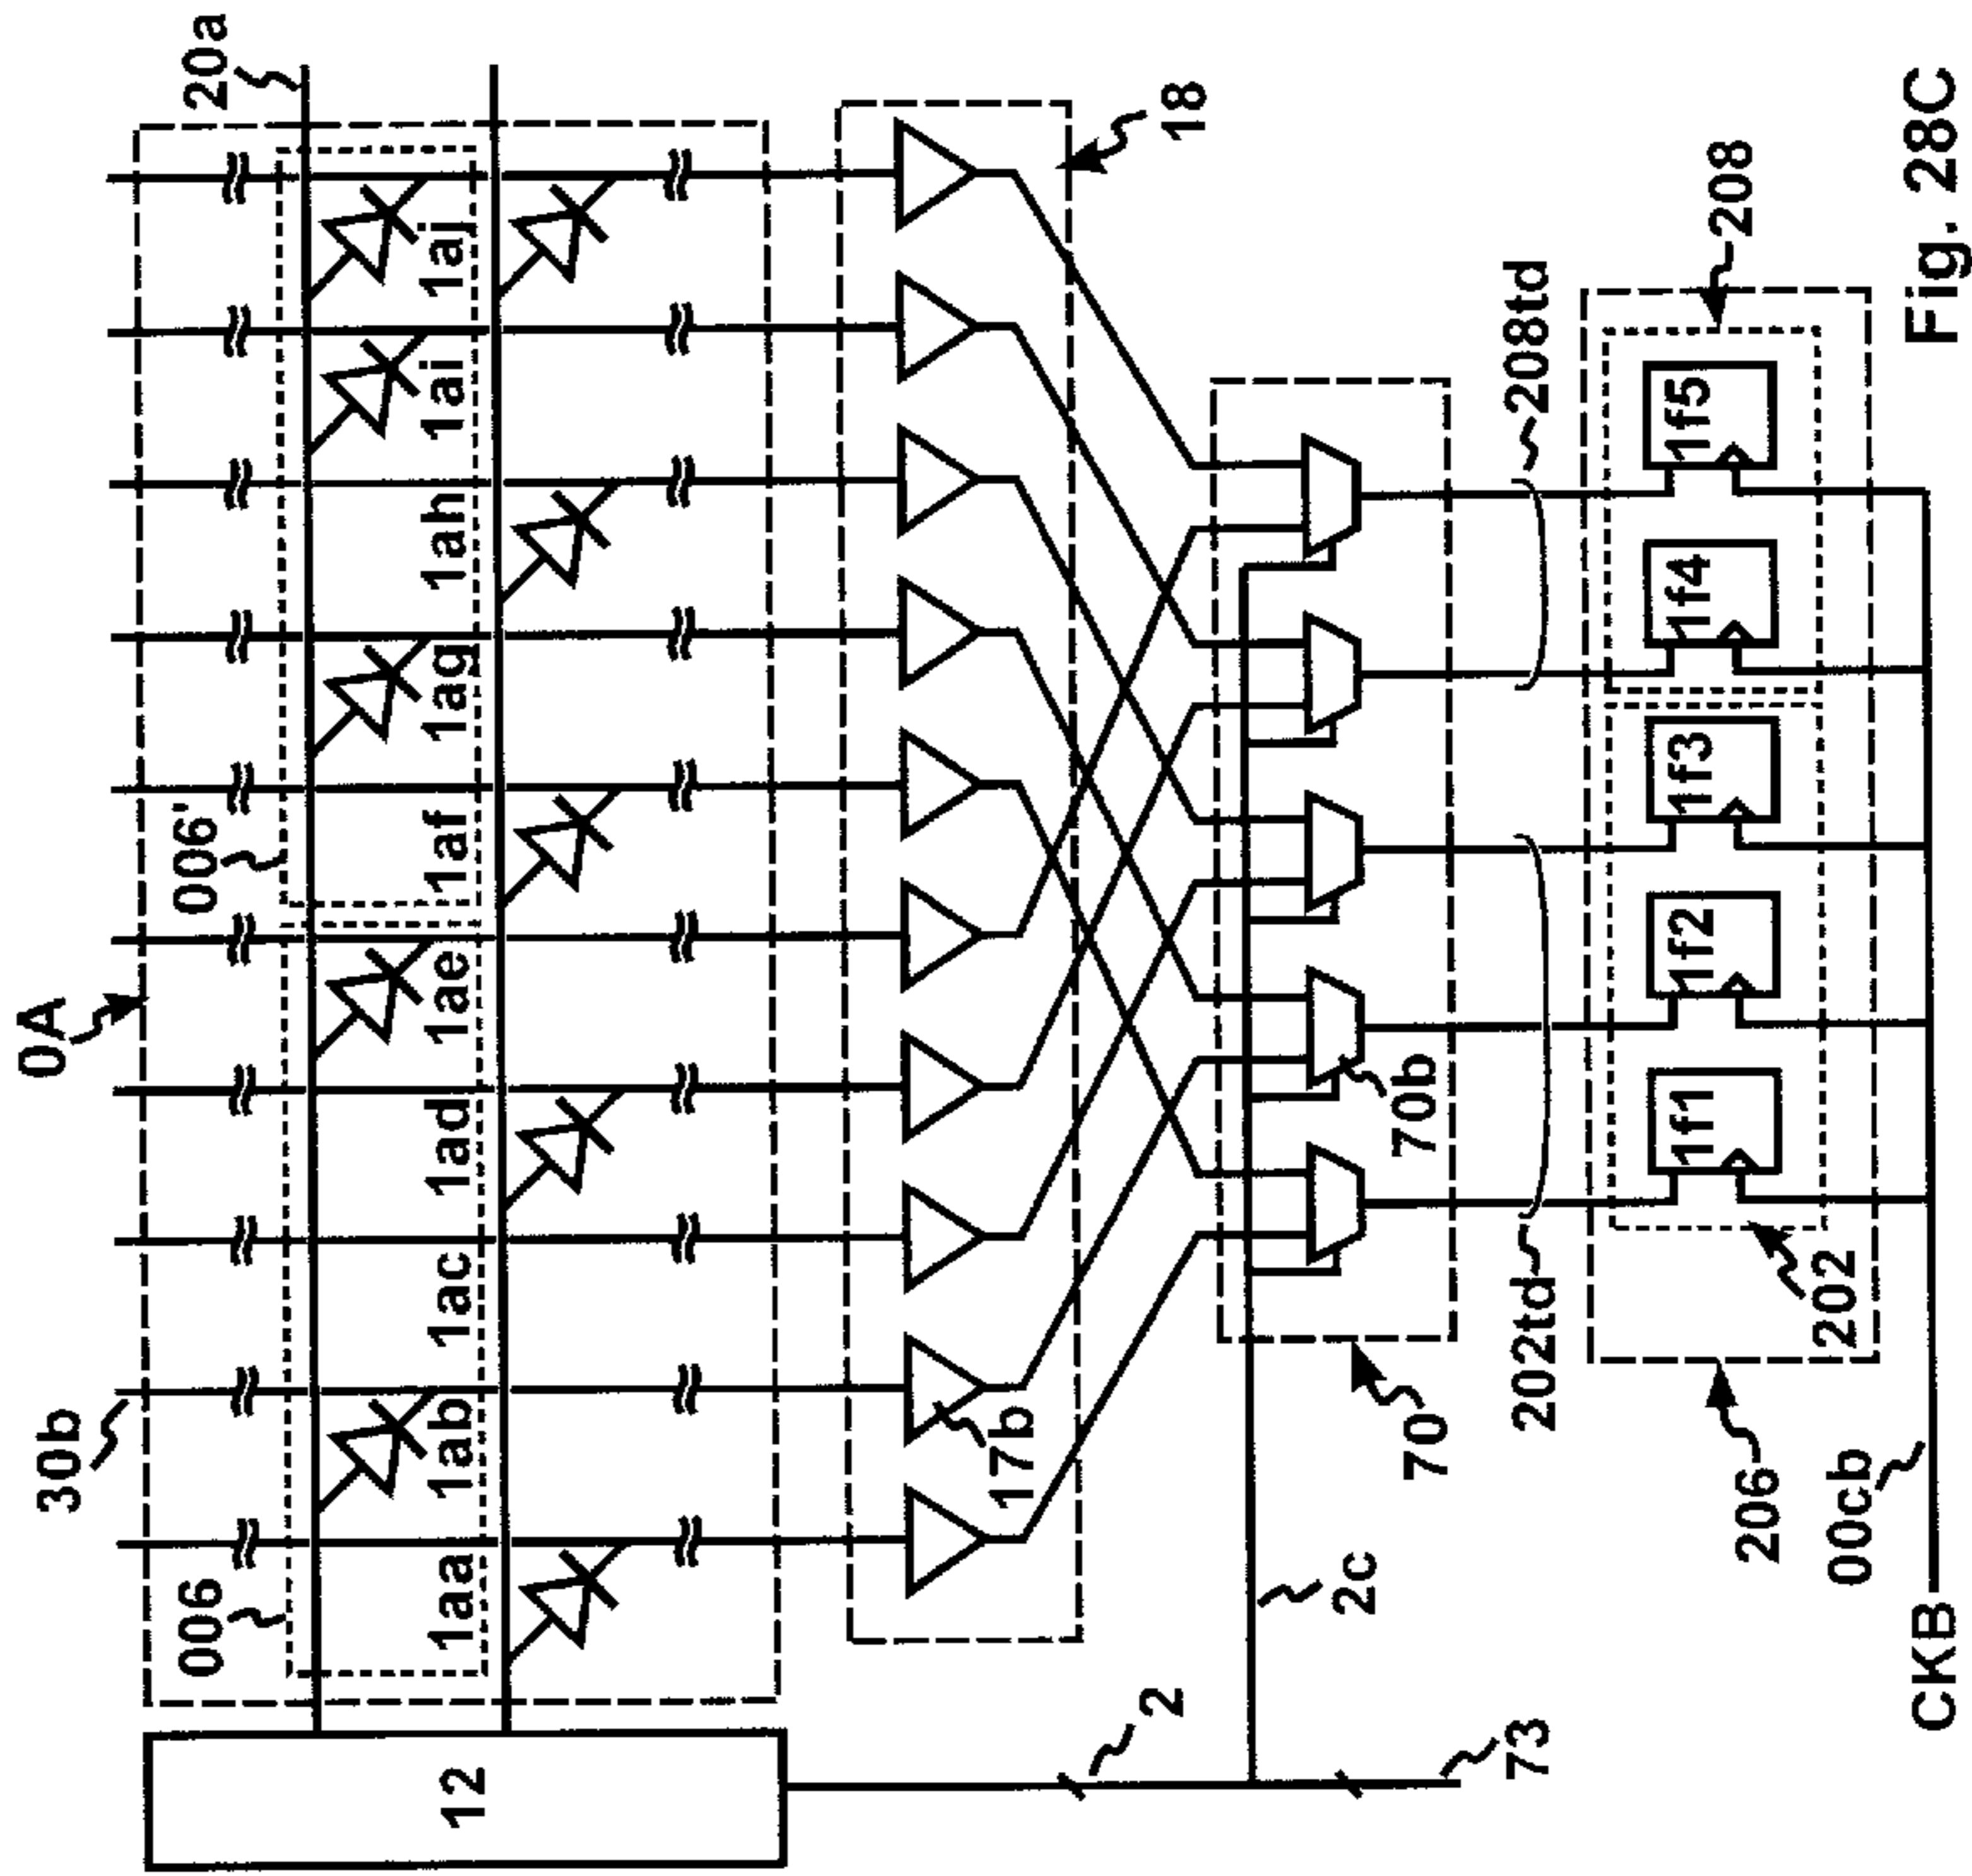 0A
30b
20a
006
006'
1aa
1ab
1ac
1ad
1ae
1af
1ag
1ah
1ai
1aj
12
17b
18
2
2c
70b
70
73
202td
208td
1f1
1f2
1f3
1f4
1f5
206
202
208
00cb
CKB
Fig. 28C